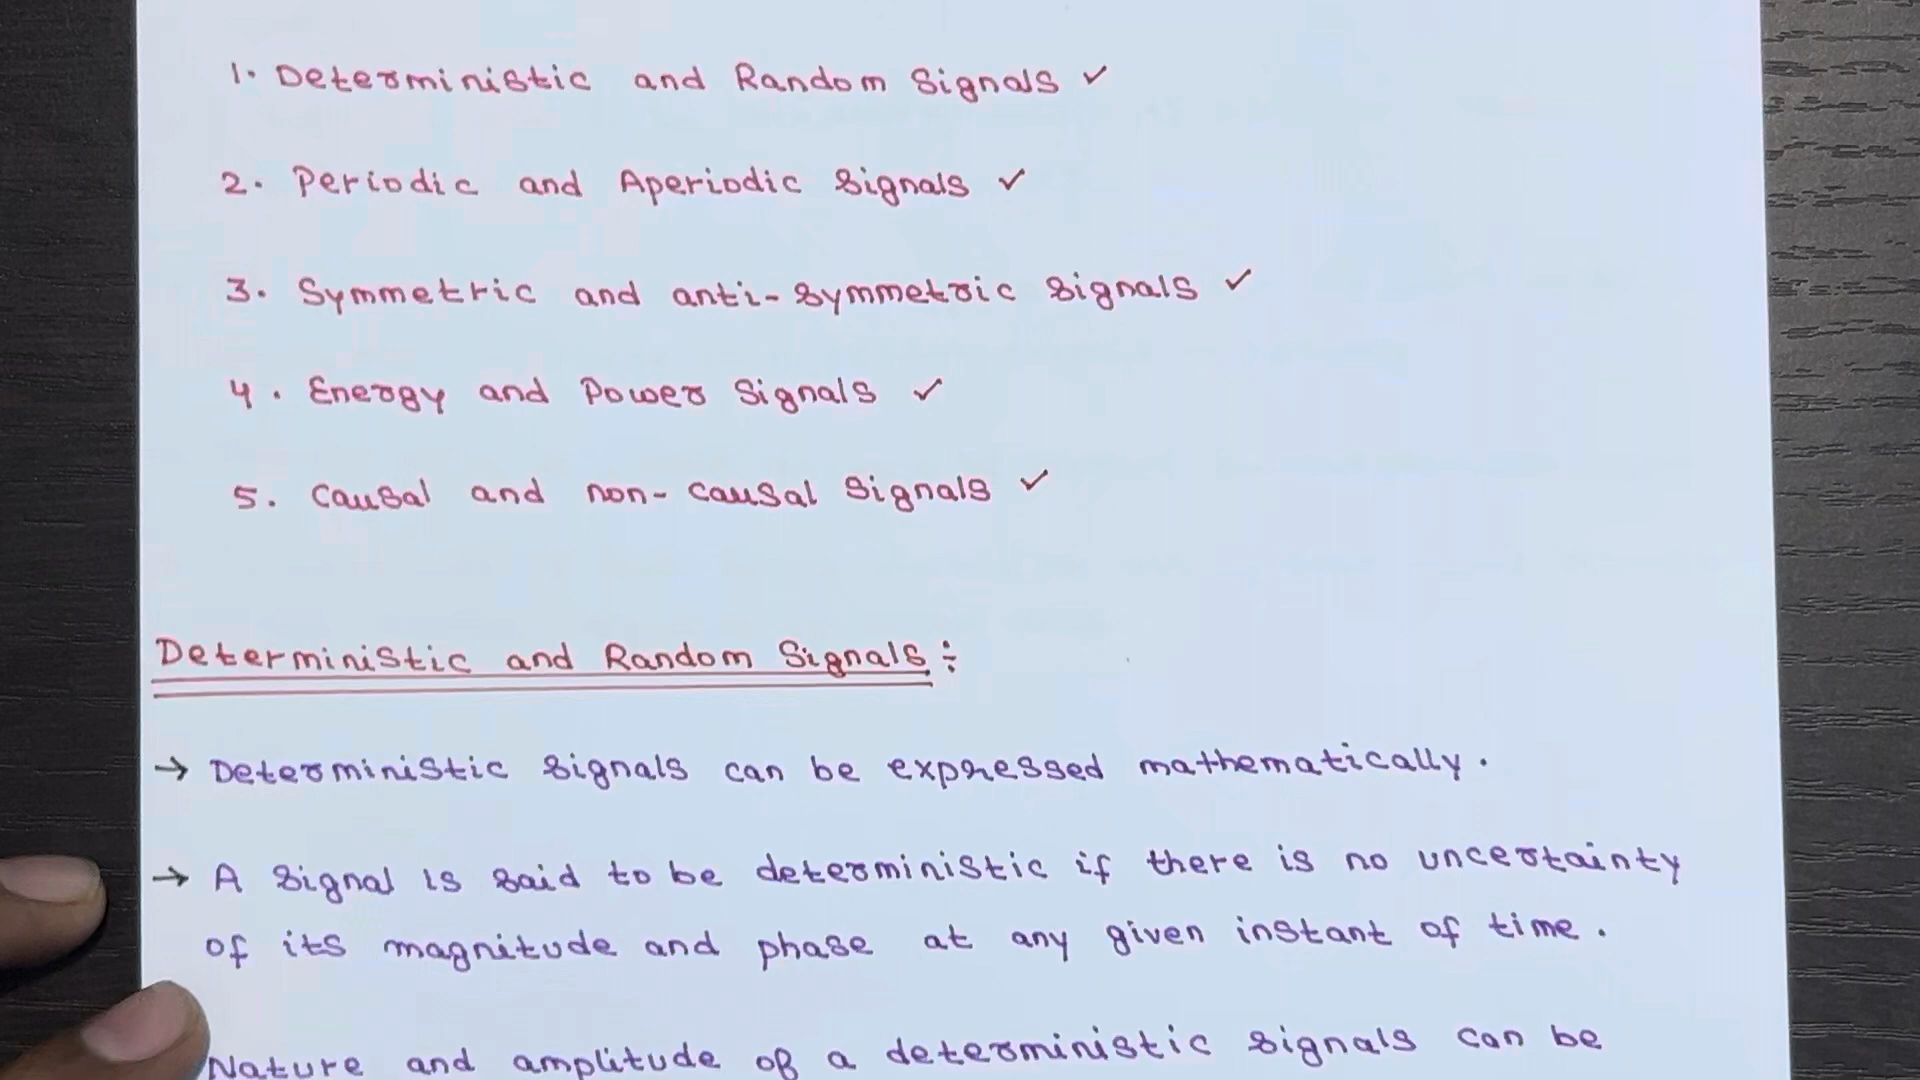 1. Deterministic and Random Signals ✓
2. Periodic and Aperiodic Signals ✓
3. Symmetric and anti-symmetric signals ✓
4. Energy and Power Signals ✓
5. Causal and non-causal Signals ✓
Deterministic and Random Signals ÷
→ Deterministic signals can be expressed mathematically.
→ A signal is said to be deterministic if there is no uncertainty
of its magnitude and phase at any given instant of time.
Nature and amplitude of a deterministic signals can be